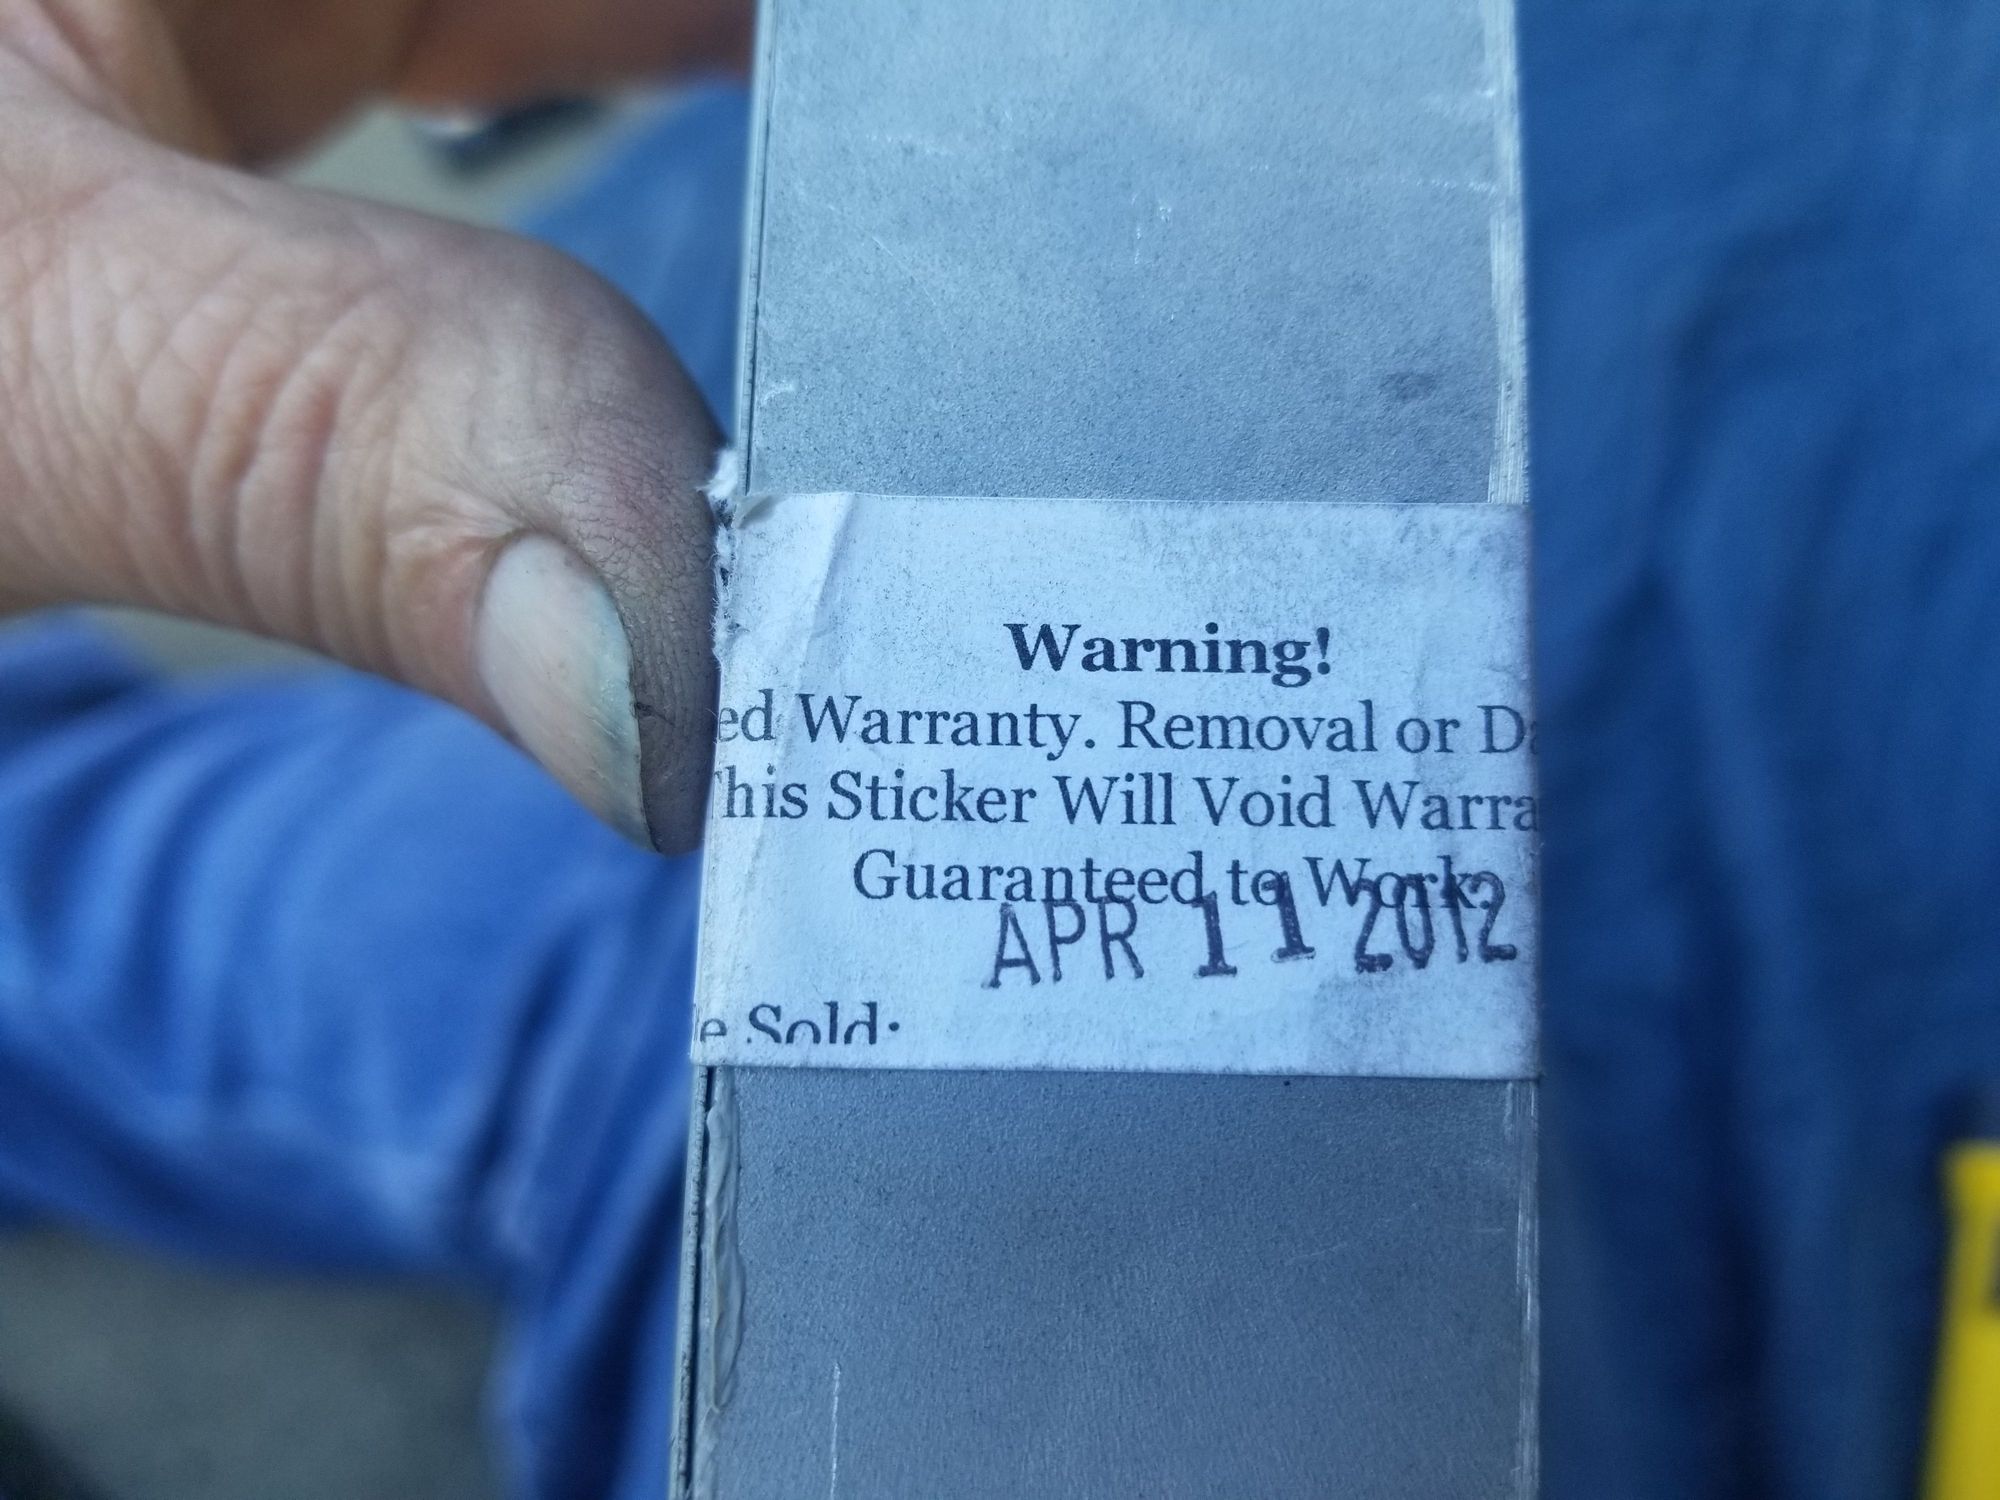 Warning!
ed Warranty. Removal or Da
This Sticker Will Void Warra
Guaranteed to Work.
APR 11 2012
e Sold: